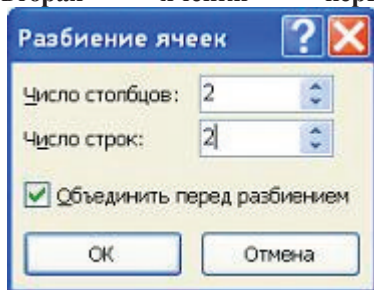 Разбиение ячеек
Число столбцов: 2
Число строк: 2
Объединить перед разбиением
ОК Отмена